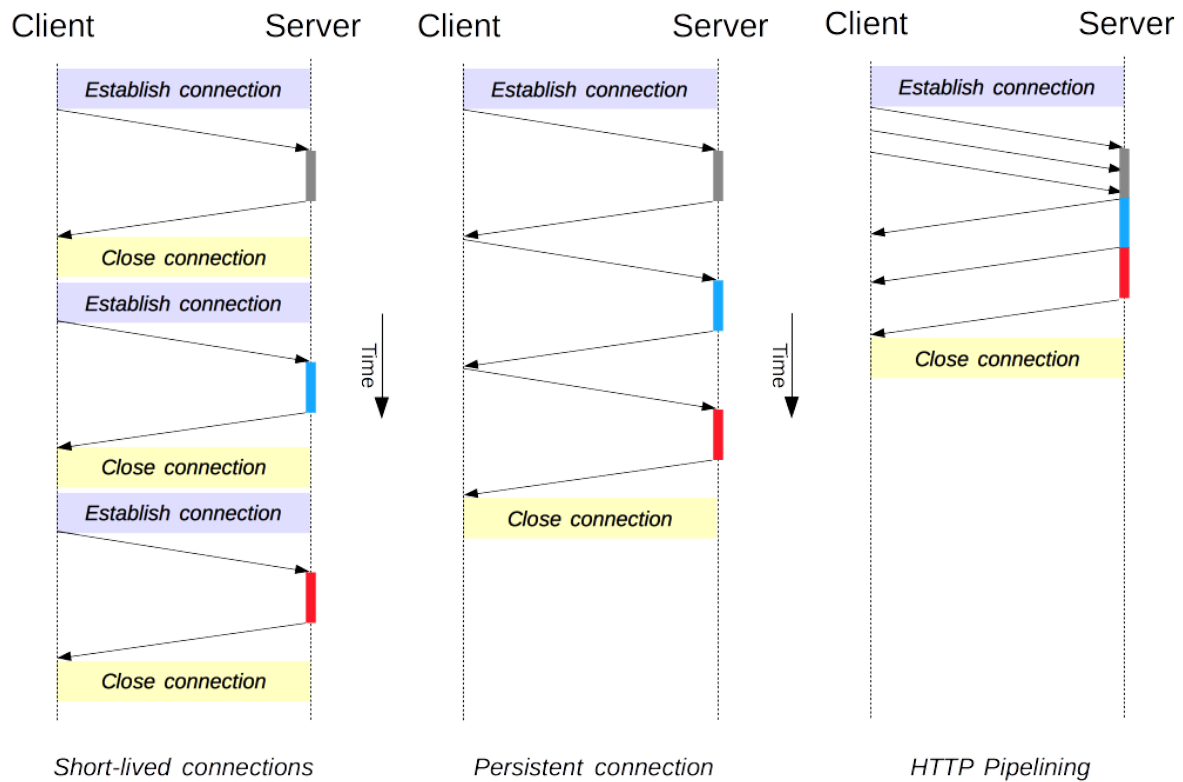 Client Server
Establish connection
Close connection
Establish connection
Close connection
Establish connection
Close connection
Short-lived connections
Time
Client Server
Establish connection
Close connection
Persistent connection
Time
Client Server
Establish connection
Close connection
HTTP Pipelining